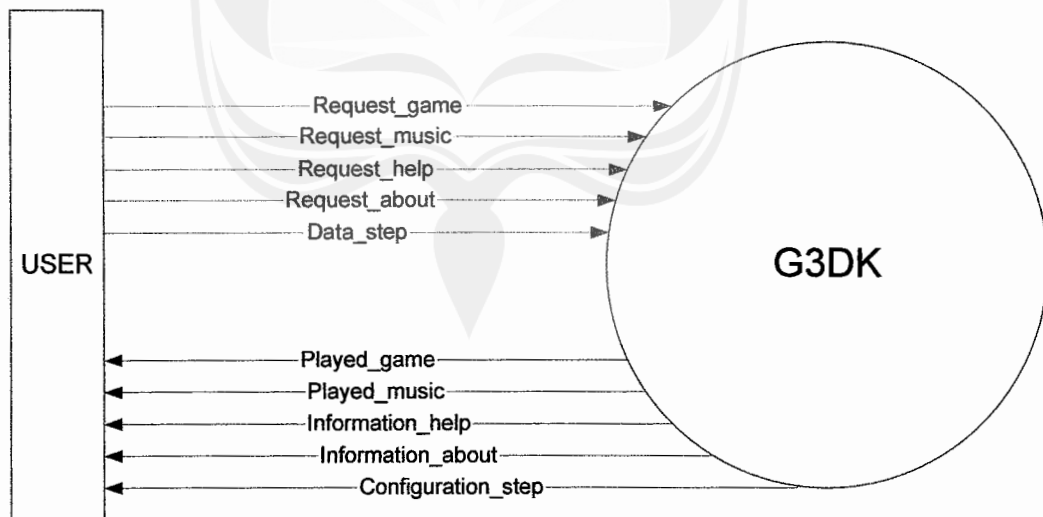 Request_game
Request_music
Request_help
Request_about
Data_step
USER
G3DK
Played_game
Played_music
Information_help
Information_about
Configuration_step